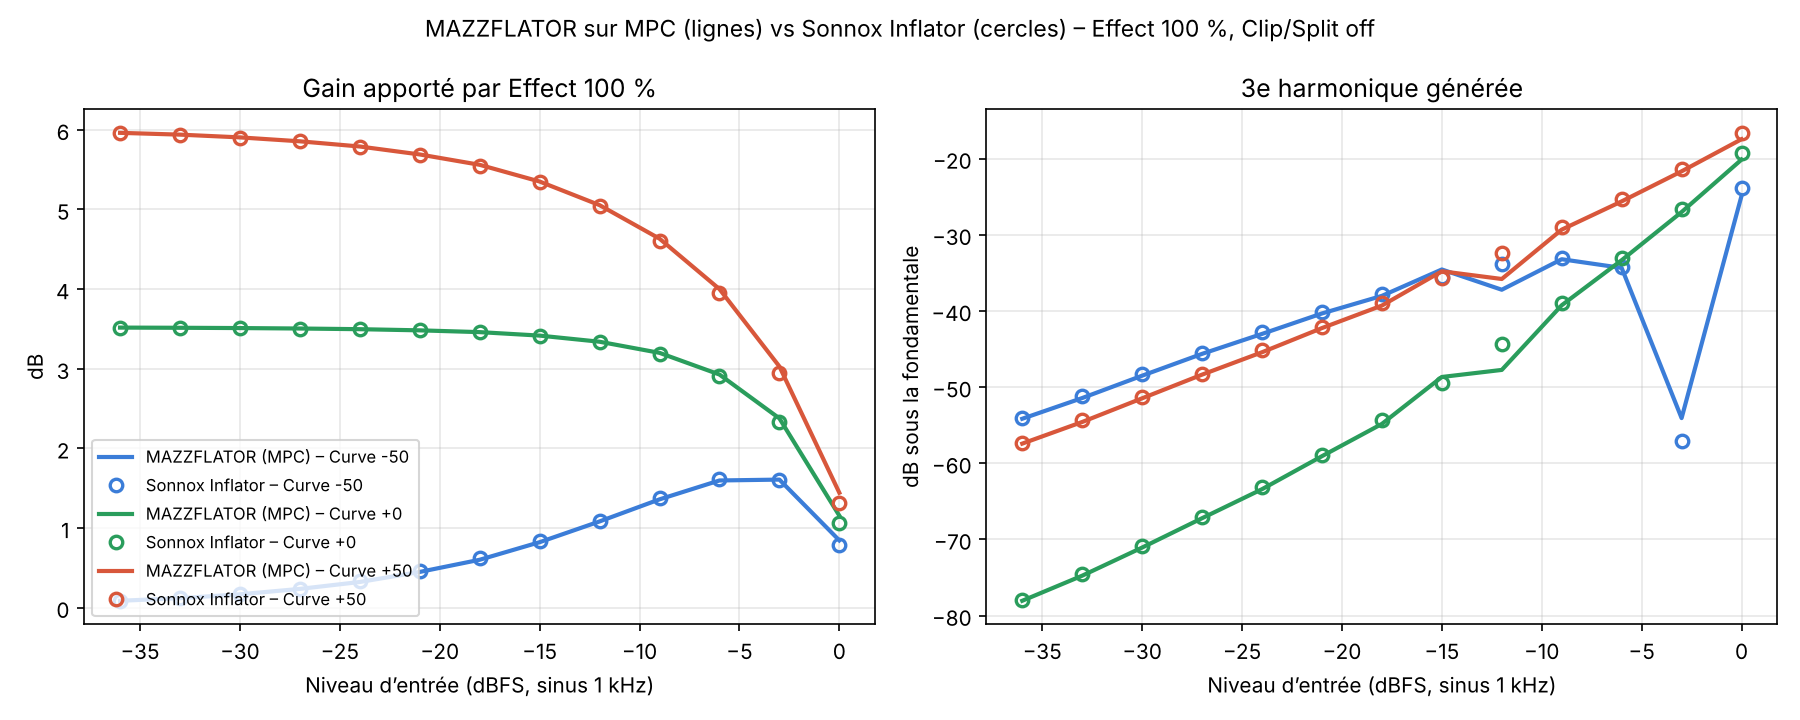 MAZZFLATOR sur MPC (lignes) vs Sonnox Inflator (cercles) – Effect 100 %, Clip/Split off
Gain apporté par Effect 100 %
dB
6
5
4
3
2
1
0
MAZZFLATOR (MPC) – Curve -50
Sonnox Inflator – Curve -50
MAZZFLATOR (MPC) – Curve +0
Sonnox Inflator – Curve +0
MAZZFLATOR (MPC) – Curve +50
Sonnox Inflator – Curve +50
−35 −30 −25 −20 −15 −10 −5 0
Niveau d’entrée (dBFS, sinus 1 kHz)
3e harmonique générée
dB sous la fondamentale
−20
−30
−40
−50
−60
−70
−80
−35 −30 −25 −20 −15 −10 −5 0
Niveau d’entrée (dBFS, sinus 1 kHz)